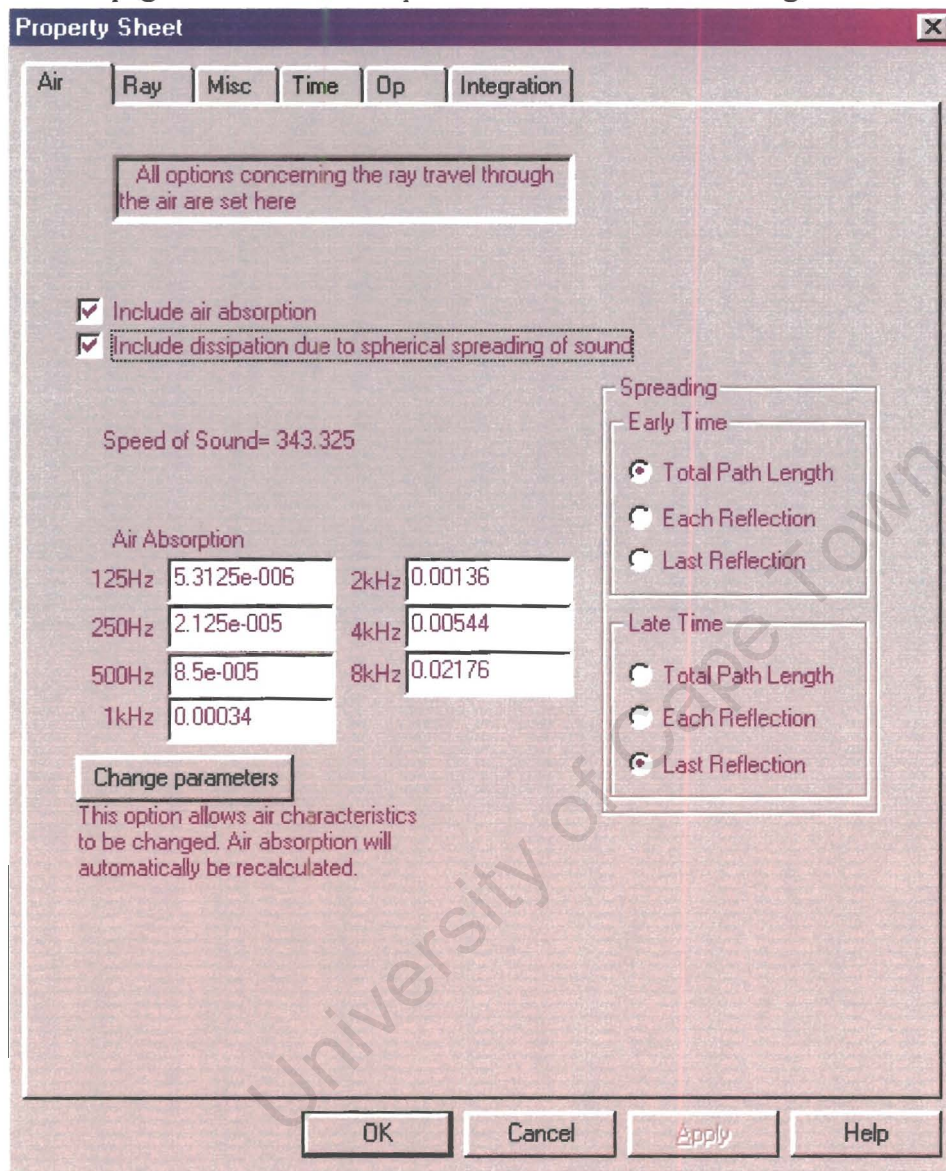 Property Sheet
Air Ray Misc Time Op Integration
All options concerning the ray travel through
the air are set here
Include air absorption
Include dissipation due to spherical spreading of sound
Speed of Sound= 343.325
Air Absorption
125Hz 5.3125e-006
250Hz 2.125e-005
500Hz 8.5e-005
1kHz 0.00034
2kHz 0.00136
4kHz 0.00544
8kHz 0.02176
Change parameters
This option allows air characteristics
to be changed. Air absorption will
automatically be recalculated.
Spreading
Early Time
Total Path Length
Each Reflection
Last Reflection
Late Time
Total Path Length
Each Reflection
Last Reflection
OK Cancel Apply Help
University of Cape Town